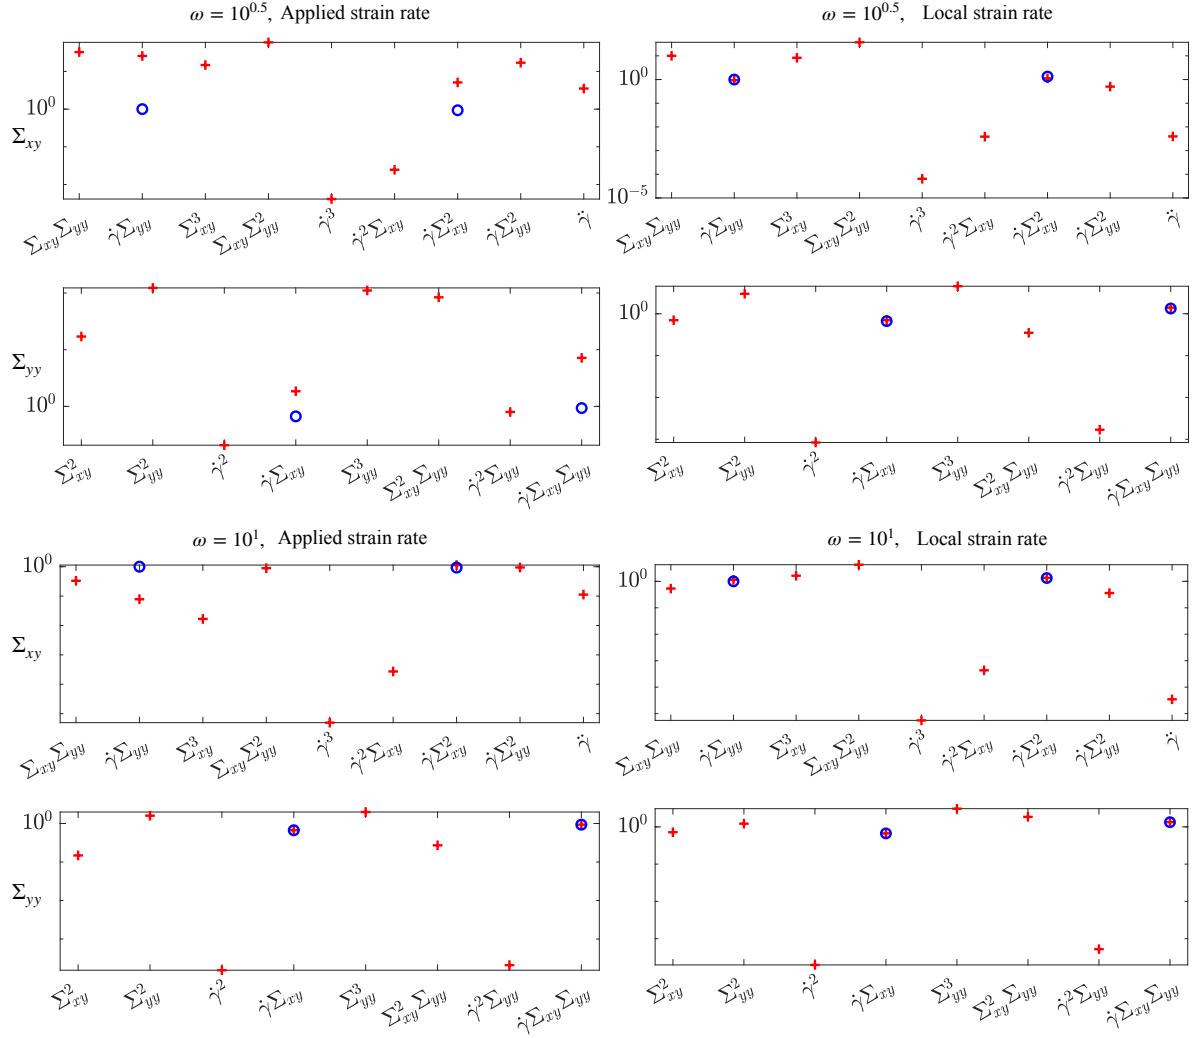 ω = 10^0.5, Applied strain rate
ω = 10^0.5, Local strain rate
10^0
Σ_xy
Σ_xyΣ_yy γ̇Σ_yy Σ_xy^3 Σ_xyΣ_yy^2 γ̇^3 γ̇^2Σ_xy γ̇Σ_xy^2 γ̇Σ_yy^2 γ̈
10^0
10^-5
Σ_xyΣ_yy γ̇Σ_yy Σ_xy^3 Σ_xyΣ_yy^2 γ̇^3 γ̇^2Σ_xy γ̇Σ_xy^2 γ̇Σ_yy^2 γ̈
Σ_yy
10^0
Σ_xy^2 Σ_yy^2 γ̇^2 γ̇Σ_xy Σ_yy^3 Σ_xy^2Σ_yy γ̇^2Σ_yy γ̇Σ_xyΣ_yy
10^0
Σ_xy^2 Σ_yy^2 γ̇^2 γ̇Σ_xy Σ_yy^3 Σ_xy^2Σ_yy γ̇^2Σ_yy γ̇Σ_xyΣ_yy
ω = 10^1, Applied strain rate
ω = 10^1, Local strain rate
10^0
Σ_xy
Σ_xyΣ_yy γ̇Σ_yy Σ_xy^3 Σ_xyΣ_yy^2 γ̇^3 γ̇^2Σ_xy γ̇Σ_xy^2 γ̇Σ_yy^2 γ̈
10^0
Σ_xyΣ_yy γ̇Σ_yy Σ_xy^3 Σ_xyΣ_yy^2 γ̇^3 γ̇^2Σ_xy γ̇Σ_xy^2 γ̇Σ_yy^2 γ̈
10^0
Σ_yy
Σ_xy^2 Σ_yy^2 γ̇^2 γ̇Σ_xy Σ_yy^3 Σ_xy^2Σ_yy γ̇^2Σ_yy γ̇Σ_xyΣ_yy
10^0
Σ_xy^2 Σ_yy^2 γ̇^2 γ̇Σ_xy Σ_yy^3 Σ_xy^2Σ_yy γ̇^2Σ_yy γ̇Σ_xyΣ_yy